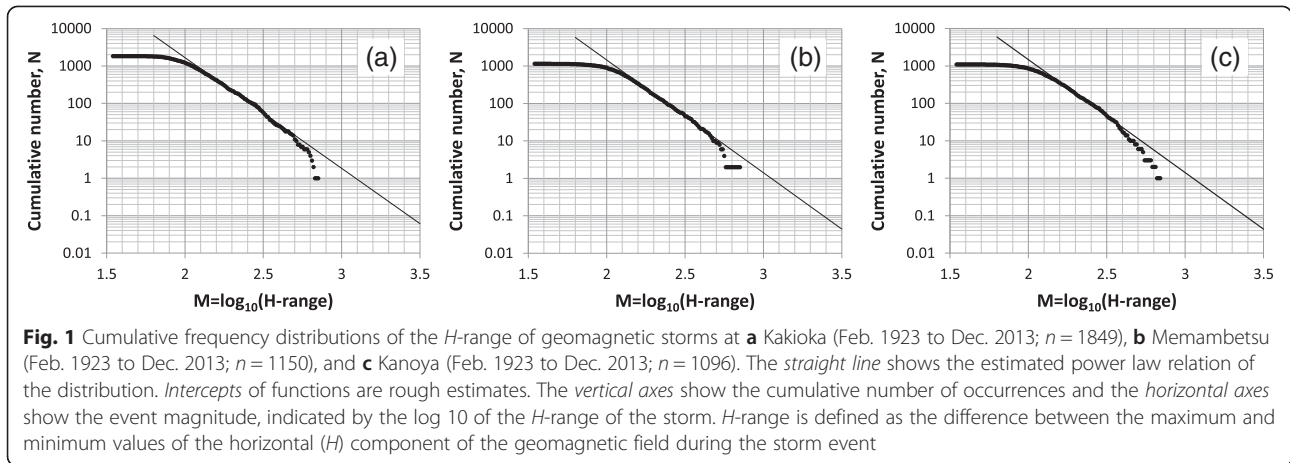 10000
1000
100
10
1
0.1
0.01
Cumulative number, N
(a)
1.5 2 2.5 3 3.5
M=log10(H-range)
10000
1000
100
10
1
0.1
0.01
Cumulative number, N
(b)
1.5 2 2.5 3 3.5
M=log10(H-range)
10000
1000
100
10
1
0.1
0.01
Cumulative number, N
(c)
1.5 2 2.5 3 3.5
M=log10(H-range)
Fig. 1 Cumulative frequency distributions of the H-range of geomagnetic storms at a Kakioka (Feb. 1923 to Dec. 2013; n = 1849), b Memambetsu
(Feb. 1923 to Dec. 2013; n = 1150), and c Kanoya (Feb. 1923 to Dec. 2013; n = 1096). The straight line shows the estimated power law relation of
the distribution. Intercepts of functions are rough estimates. The vertical axes show the cumulative number of occurrences and the horizontal axes
show the event magnitude, indicated by the log 10 of the H-range of the storm. H-range is defined as the difference between the maximum and
minimum values of the horizontal (H) component of the geomagnetic field during the storm event